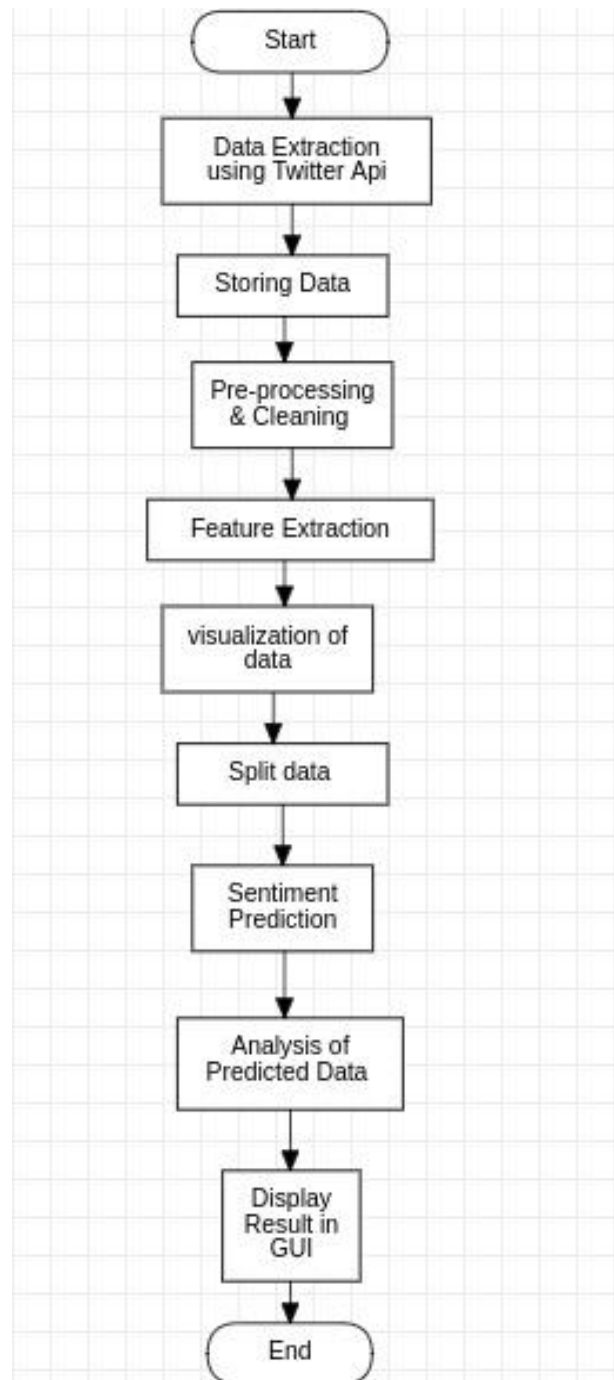 Start
Data Extraction
using Twitter Api
Storing Data
Pre-processing
& Cleaning
Feature Extraction
visualization of
data
Split data
Sentiment
Prediction
Analysis of
Predicted Data
Display
Result in
GUI
End